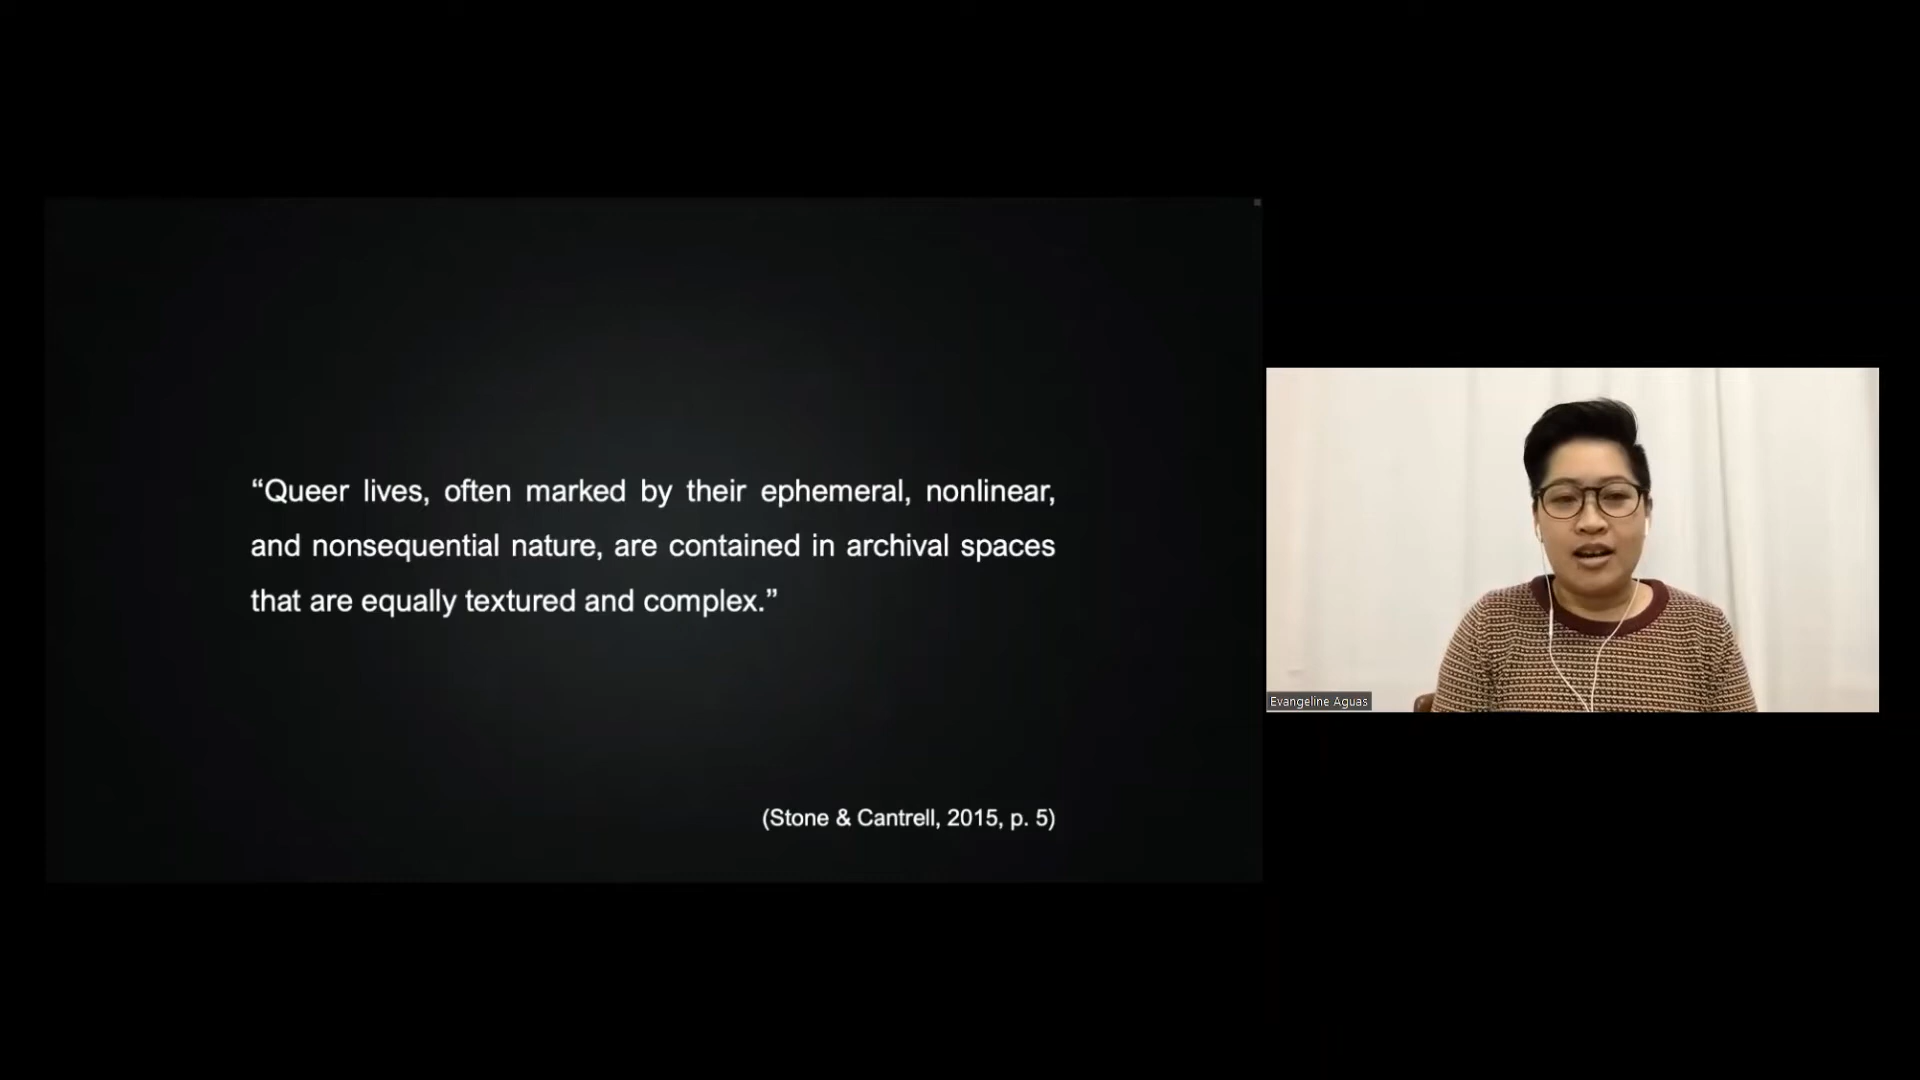 “Queer lives, often marked by their ephemeral, nonlinear,
and nonsequential nature, are contained in archival spaces
that are equally textured and complex.”
(Stone & Cantrell, 2015, p. 5)
Evangeline Aguas